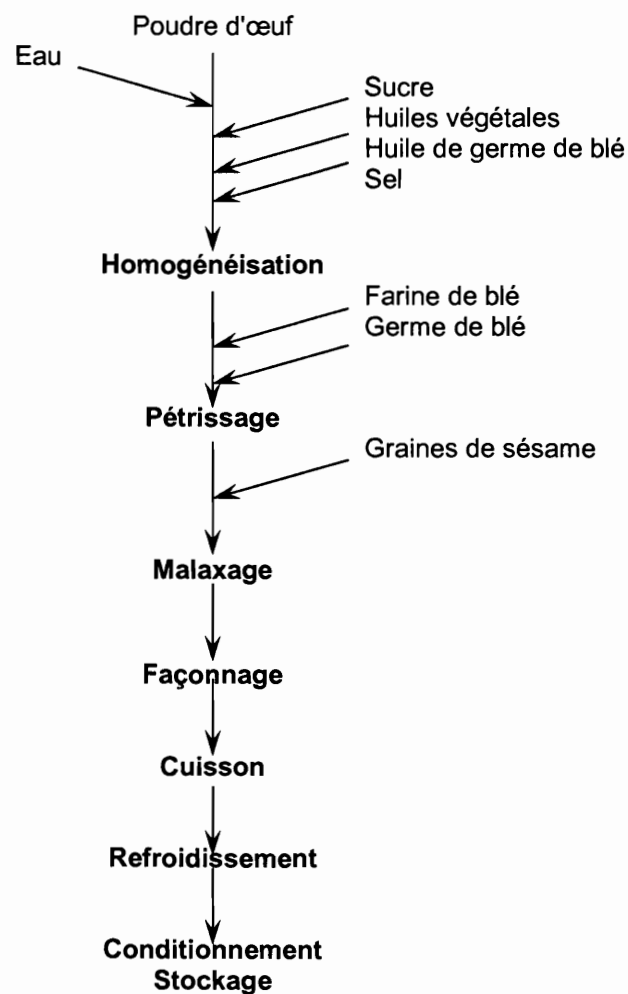 Poudre d'œuf
Eau
Sucre
Huiles végétales
Huile de germe de blé
Sel
Homogénéisation
Farine de blé
Germe de blé
Pétrissage
Graines de sésame
Malaxage
Façonnage
Cuisson
Refroidissement
Conditionnement
Stockage